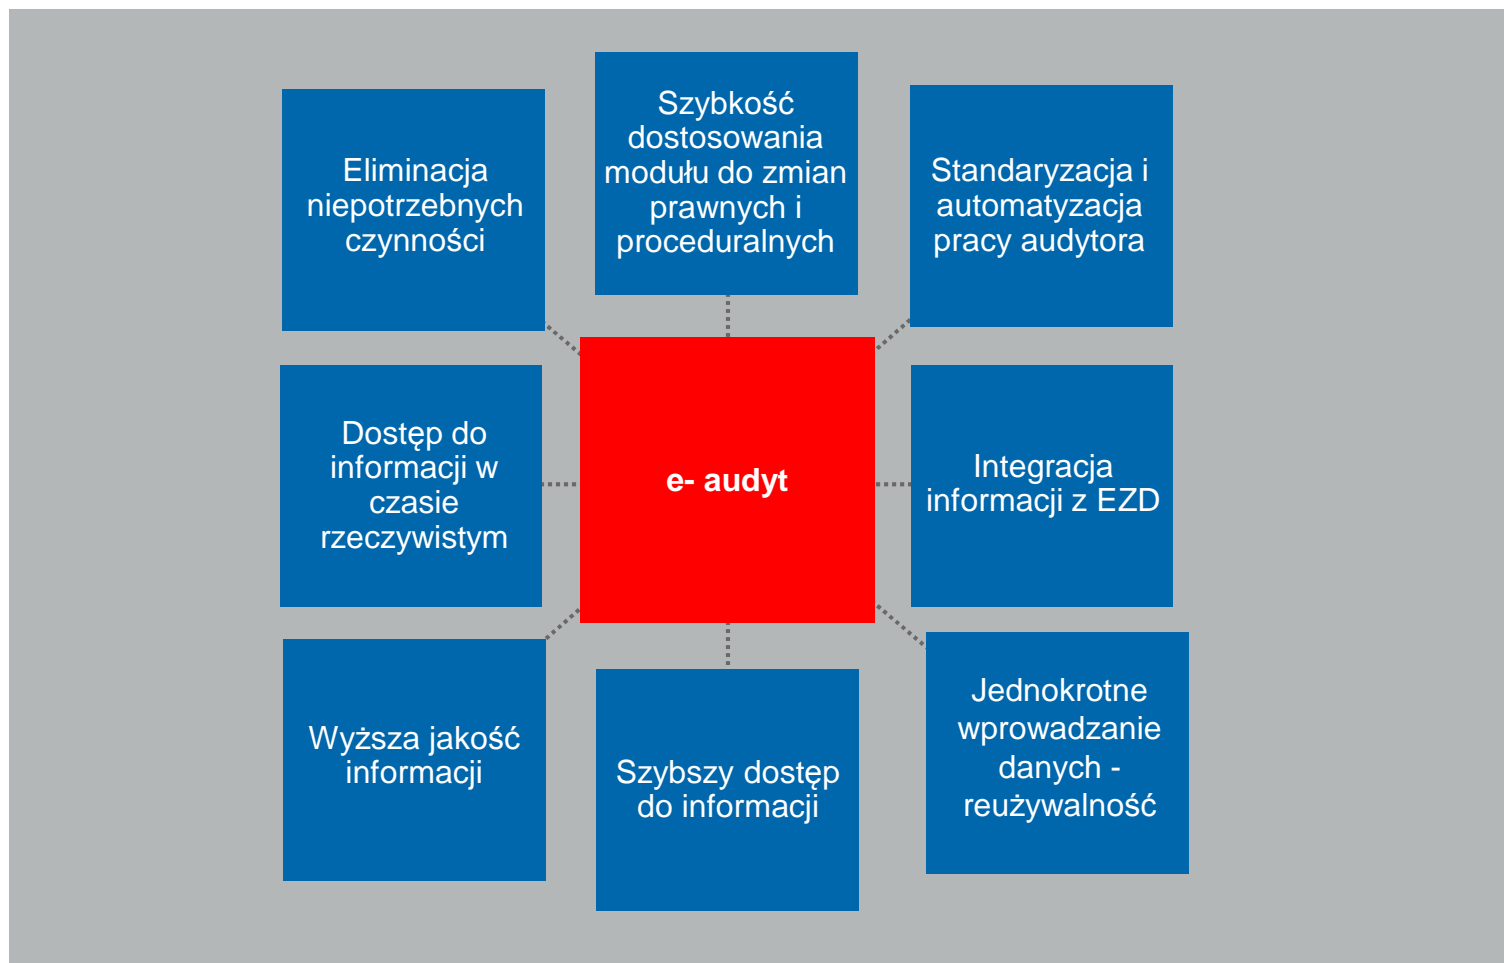 Eliminacja
niepotrzebnych
czynności
Szybkość
dostosowania
modułu do zmian
prawnych i
proceduralnych
Standaryzacja i
automatyzacja
pracy audytora
Dostęp do
informacji w
czasie
rzeczywistym
e- audyt
Integracja
informacji z EZD
Wyższa jakość
informacji
Szybszy dostęp
do informacji
Jednokrotne
wprowadzanie
danych -
reużywalność